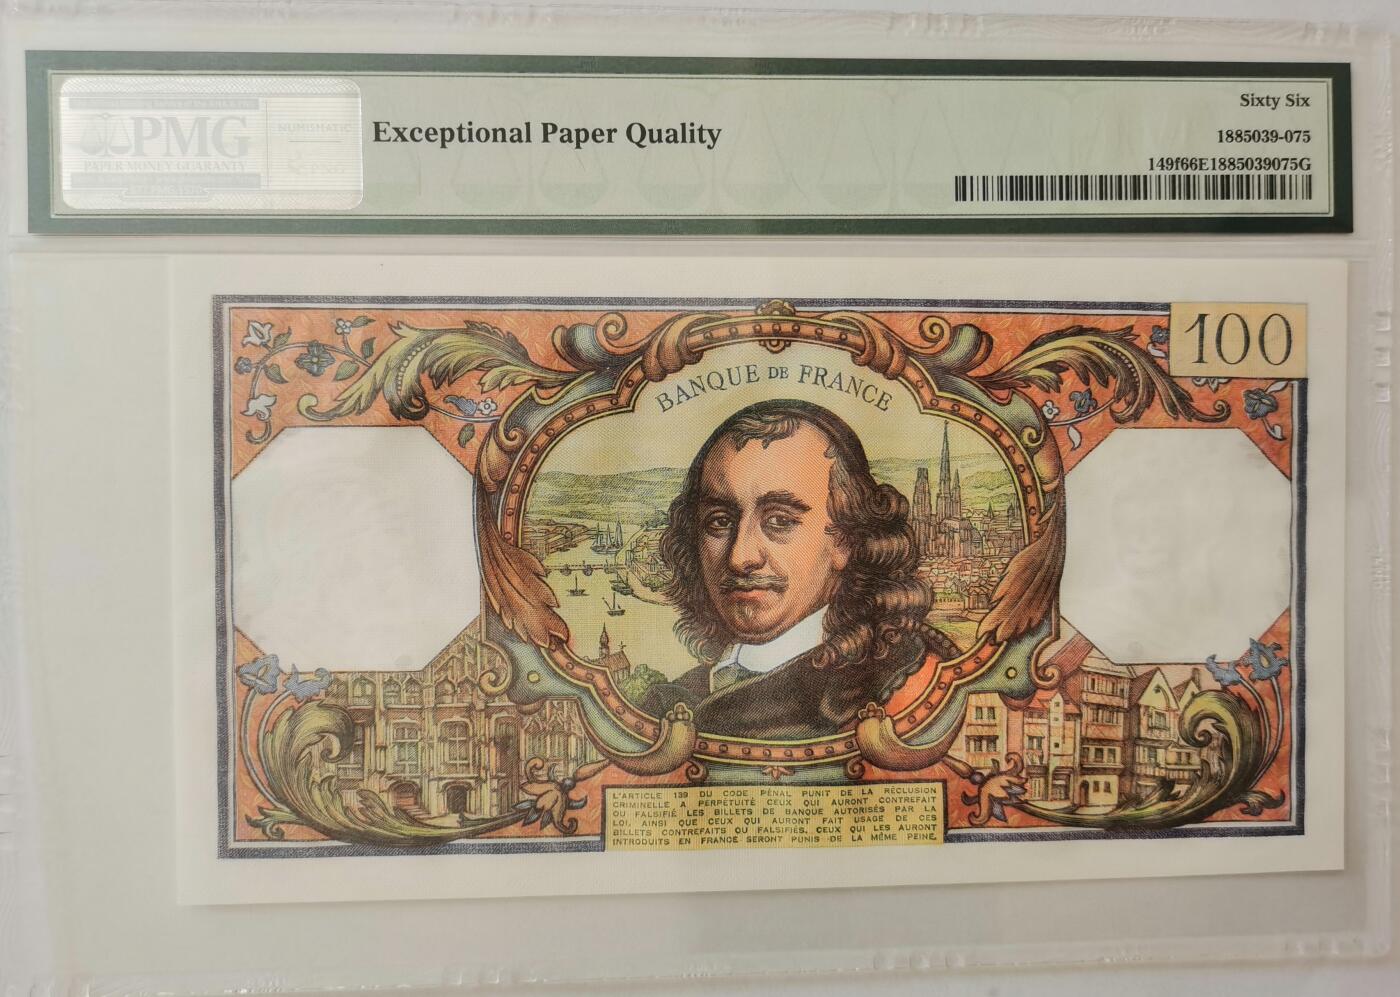 PMG
PAPER MONEY GUARANTY
NUMISMATIC
Exceptional Paper Quality
Sixty Six
1885039-075
149f66E1885039075G
100
BANQUE DE FRANCE
L'ARTICLE 139 DU CODE PÉNAL PUNIT DE LA RÉCLUSION
CRIMINELLE A PERPÉTUITÉ CEUX QUI AURONT CONTREFAIT
OU FALSIFIÉ LES BILLETS DE BANQUE AUTORISÉS PAR LA
LOI, AINSI QUE CEUX QUI AURONT FAIT USAGE DE CES
BILLETS CONTREFAITS OU FALSIFIÉS. CEUX QUI LES AURONT
INTRODUITS EN FRANCE SERONT PUNIS DE LA MÊME PEINE.